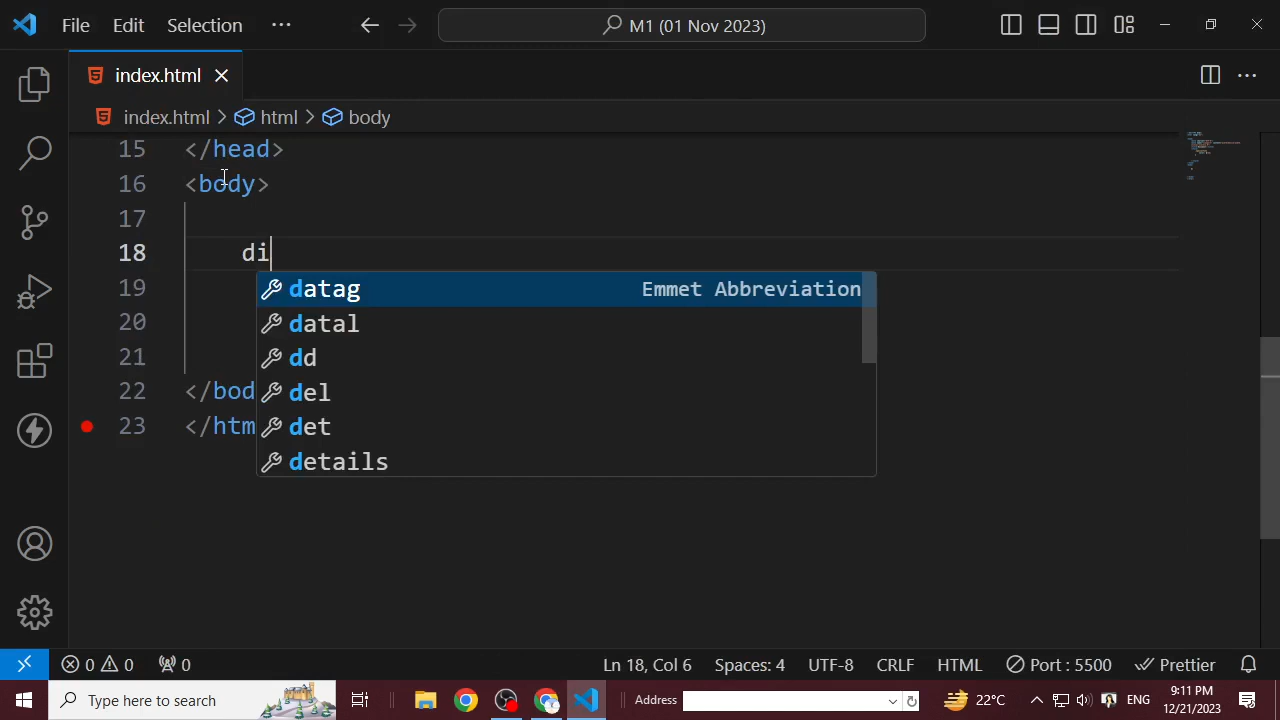 File Edit Selection ··· M1 (01 Nov 2023)
index.html
index.html > html > body
15 </head>
16 <body>
17
18 di
datag Emmet Abbreviation
19
datal
20
dd
21
del
22 </bod
det
23 </htm
details
0 0 0 Ln 18, Col 6 Spaces: 4 UTF-8 CRLF HTML Port : 5500 Prettier
Type here to search Address 22°C ENG 9:11 PM
12/21/2023